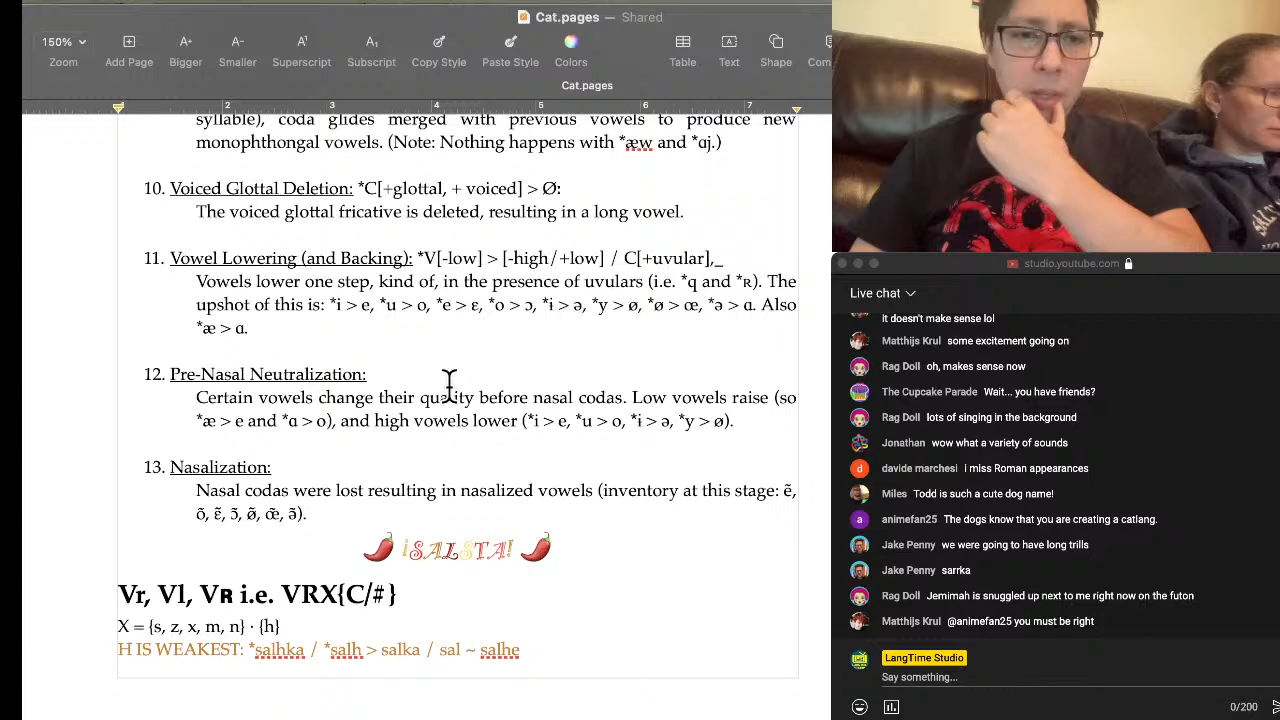 Cat.pages — Shared
150%
Zoom
Add Page
Bigger
Smaller
Superscript
Subscript
Copy Style
Paste Style
Colors
Table
Text
Shape
Com
Cat.pages
1 2 3 4 5 6 7
syllable), coda glides merged with previous vowels to produce new
monophthongal vowels. (Note: Nothing happens with *æw and *ɑj.)
10. Voiced Glottal Deletion: *C[+glottal, + voiced] > Ø:
The voiced glottal fricative is deleted, resulting in a long vowel.
11. Vowel Lowering (and Backing): *V[-low] > [-high/+low] / C[+uvular],_
Vowels lower one step, kind of, in the presence of uvulars (i.e. *q and *ʀ). The
upshot of this is: *i > e, *u > o, *e > ɛ, *o > ɔ, *ɨ > ə, *y > ø, *ø > œ, *ə > ɑ. Also
*æ > ɑ.
12. Pre-Nasal Neutralization:
Certain vowels change their quality before nasal codas. Low vowels raise (so
*æ > e and *ɑ > o), and high vowels lower (*i > e, *u > o, *ɨ > ə, *y > ø).
13. Nasalization:
Nasal codas were lost resulting in nasalized vowels (inventory at this stage: ẽ,
õ, ɛ̃, ɔ̃, ø̃, œ̃, ə̃).
¡SALSTA!
Vr, Vl, Vʀ i.e. VRX{C/#}
X = {s, z, x, m, n} · {h}
H IS WEAKEST: *salhka / *salh > salka / sal ~ salhe
studio.youtube.com
Live chat
it doesn't make sense lol
Matthijs Krul some excitement going on
Rag Doll oh, makes sense now
The Cupcake Parade Wait... you have friends?
Rag Doll lots of singing in the background
Jonathan wow what a variety of sounds
davide marchesi I miss Roman appearances
Miles Todd is such a cute dog name!
animefan25 The dogs know that you are creating a catlang.
Jake Penny we were going to have long trills
Jake Penny sarrka
Rag Doll Jemimah is snuggled up next to me right now on the futon
Matthijs Krul @animefan25 you must be right
LangTime Studio
Say something...
0/200